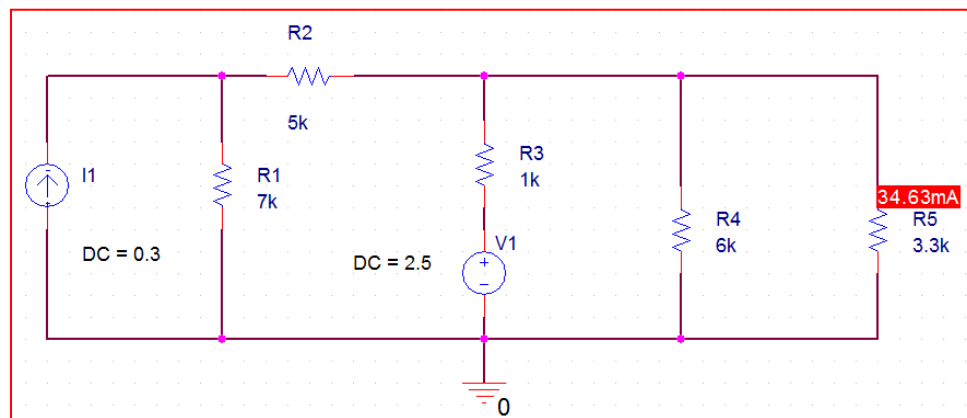 R2
5k
I1
DC = 0.3
R1
7k
R3
1k
V1
DC = 2.5
R4
6k
34.63mA
R5
3.3k
0